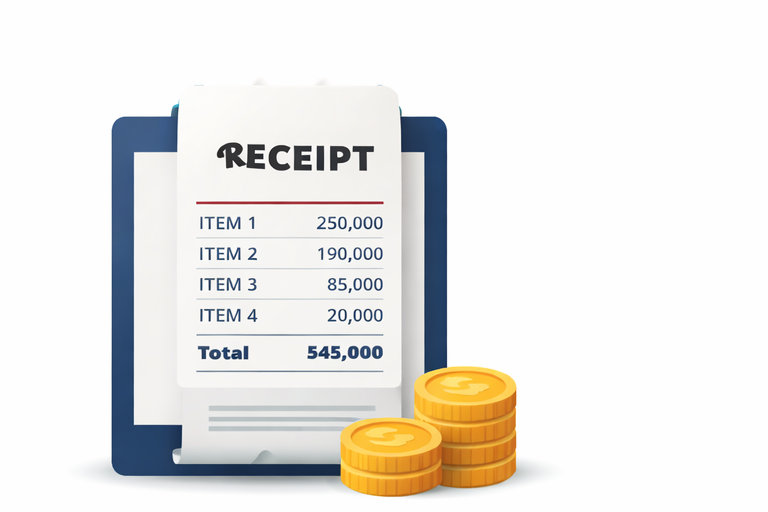 RECEIPT
ITEM 1 250,000
ITEM 2 190,000
ITEM 3 85,000
ITEM 4 20,000
Total 545,000